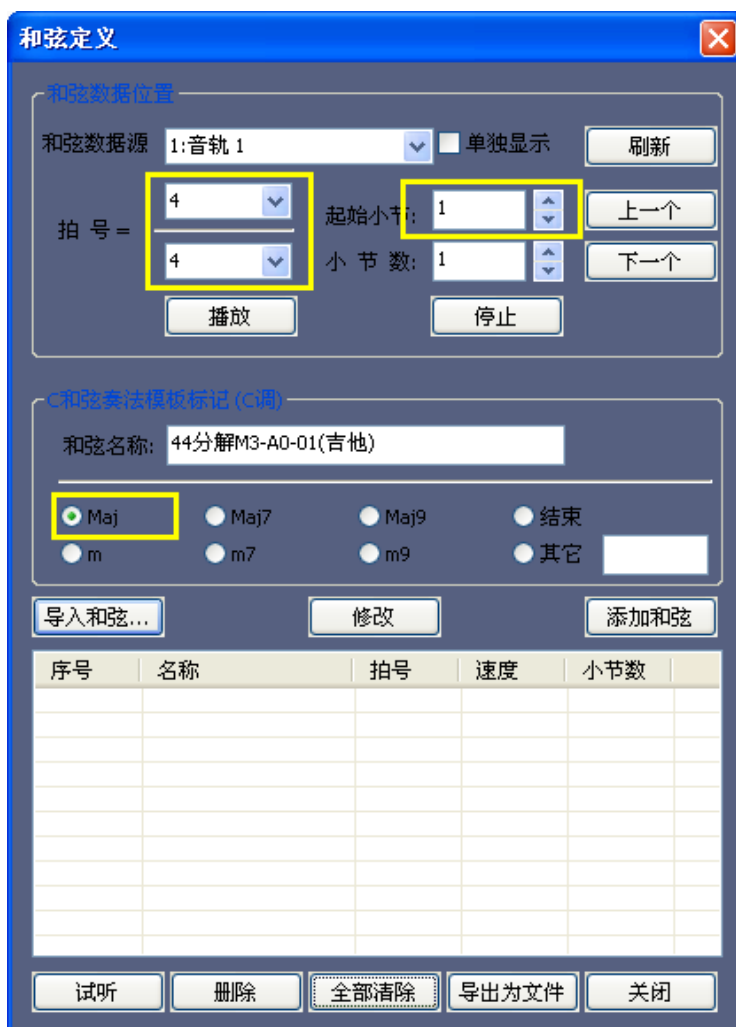 和弦定义
和弦数据位置
和弦数据源 1:音轨 1 单独显示 刷新
拍 号 = 4 起始小节: 1 上一个
4 小 节 数: 1 下一个
播放 停止
C和弦奏法模板标记(C调)
和弦名称: 44分解M3-A0-01(吉他)
Maj Maj7 Maj9 结束
m m7 m9 其它
导入和弦... 修改 添加和弦
序号 名称 拍号 速度 小节数
试听 删除 全部清除 导出为文件 关闭